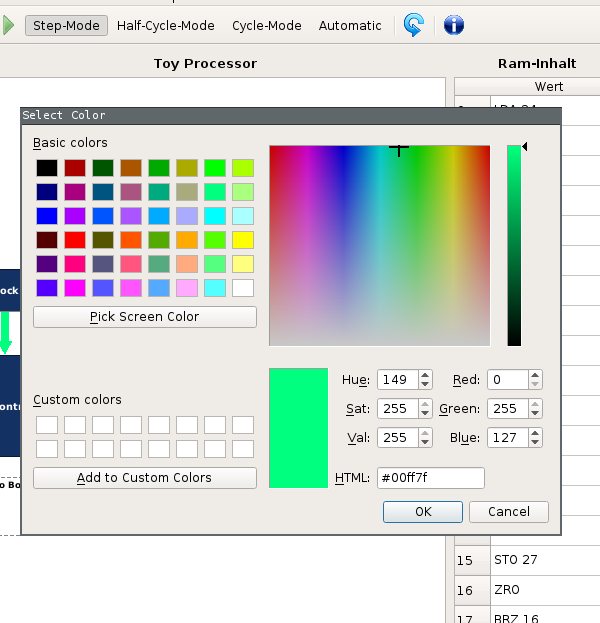 Step-Mode Half-Cycle-Mode Cycle-Mode Automatic
Toy Processor
Ram-Inhalt
Wert
Select Color
Basic colors
Pick Screen Color
Custom colors
Add to Custom Colors
Hue: 149 Red: 0
Sat: 255 Green: 255
Val: 255 Blue: 127
HTML: #00ff7f
OK Cancel
ock
ontr
o Bo
15 STO 27
16 ZRO
17 BRZ 16